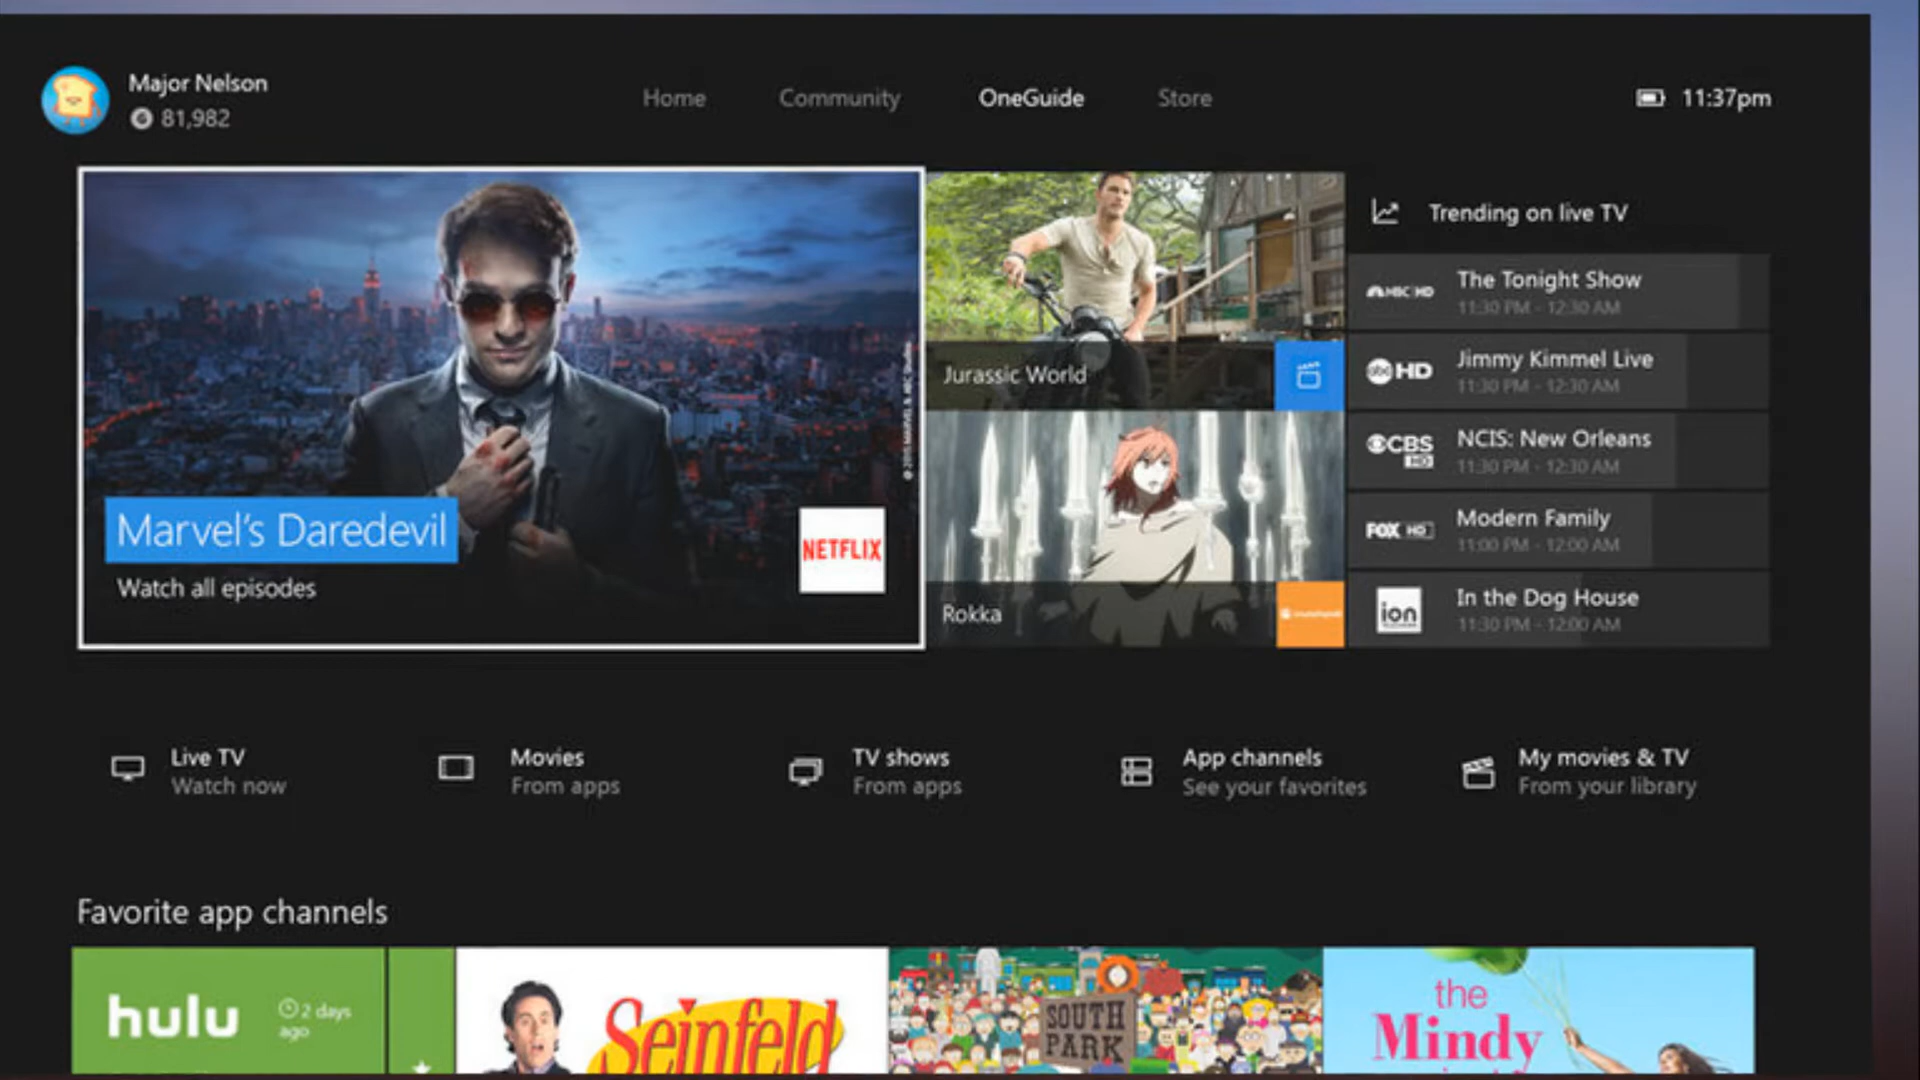 Major Nelson
81,982
Home Community OneGuide Store
11:37pm
Marvel's Daredevil
Watch all episodes
NETFLIX
Jurassic World
Rokka
Trending on live TV
NBC HD
The Tonight Show
11:30 PM - 12:30 AM
abc HD
Jimmy Kimmel Live
11:30 PM - 12:30 AM
CBS
HD
NCIS: New Orleans
11:30 PM - 12:30 AM
FOX HD
Modern Family
11:00 PM - 12:00 AM
ion
In the Dog House
11:30 PM - 12:00 AM
Live TV
Watch now
Movies
From apps
TV shows
From apps
App channels
See your favorites
My movies & TV
From your library
Favorite app channels
hulu
2 days
ago
Seinfeld
SOUTH
PARK
the
Mindy